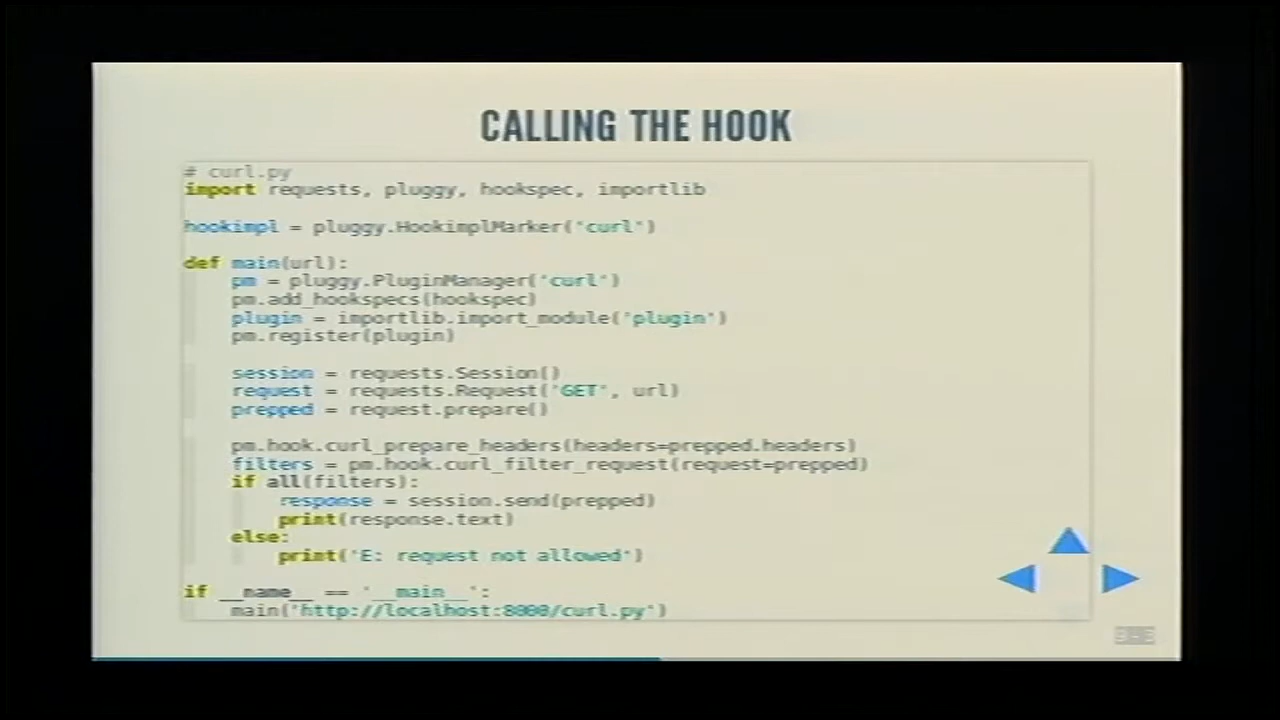 CALLING THE HOOK
# curl.py
import requests, pluggy, hookspec, importlib
hookimpl = pluggy.HookimplMarker('curl')
def main(url):
pm = pluggy.PluginManager('curl')
pm.add_hookspecs(hookspec)
plugin = importlib.import_module('plugin')
pm.register(plugin)
session = requests.Session()
request = requests.Request('GET', url)
prepped = request.prepare()
pm.hook.curl_prepare_headers(headers=prepped.headers)
filters = pm.hook.curl_filter_request(request=prepped)
if all(filters):
response = session.send(prepped)
print(response.text)
else:
print('E: request not allowed')
if __name__ == '__main__':
main('http://localhost:8000/curl.py')
9-3